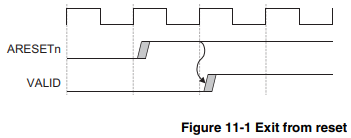 ARESETn
VALID
Figure 11-1 Exit from reset